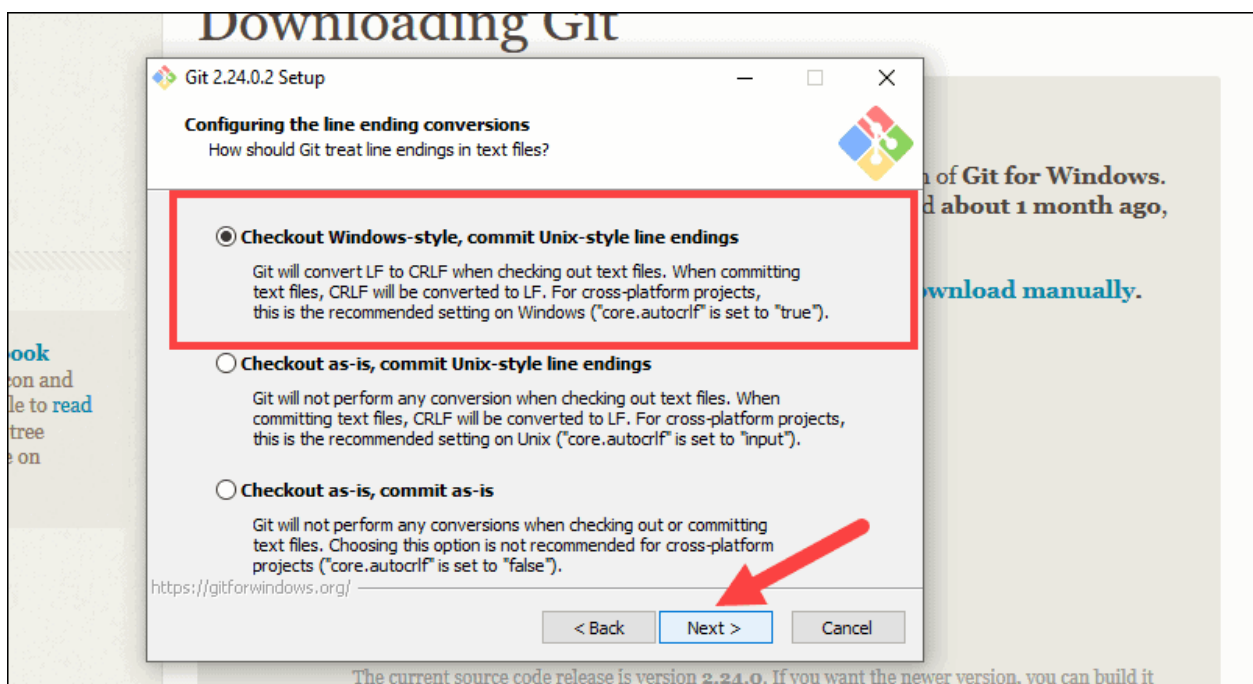 Downloading Git
Git 2.24.0.2 Setup
Configuring the line ending conversions
How should Git treat line endings in text files?
of Git for Windows.
about 1 month ago,
download manually.
Checkout Windows-style, commit Unix-style line endings
Git will convert LF to CRLF when checking out text files. When committing
text files, CRLF will be converted to LF. For cross-platform projects,
this is the recommended setting on Windows ("core.autocrlf" is set to "true").
Checkout as-is, commit Unix-style line endings
Git will not perform any conversion when checking out text files. When
committing text files, CRLF will be converted to LF. For cross-platform projects,
this is the recommended setting on Unix ("core.autocrlf" is set to "input").
Checkout as-is, commit as-is
Git will not perform any conversions when checking out or committing
text files. Choosing this option is not recommended for cross-platform
projects ("core.autocrlf" is set to "false").
https://gitforwindows.org/
< Back
Next >
Cancel
ook
and
to read
tree
on
The current source code release is version 2.24.0. If you want the newer version, you can build it